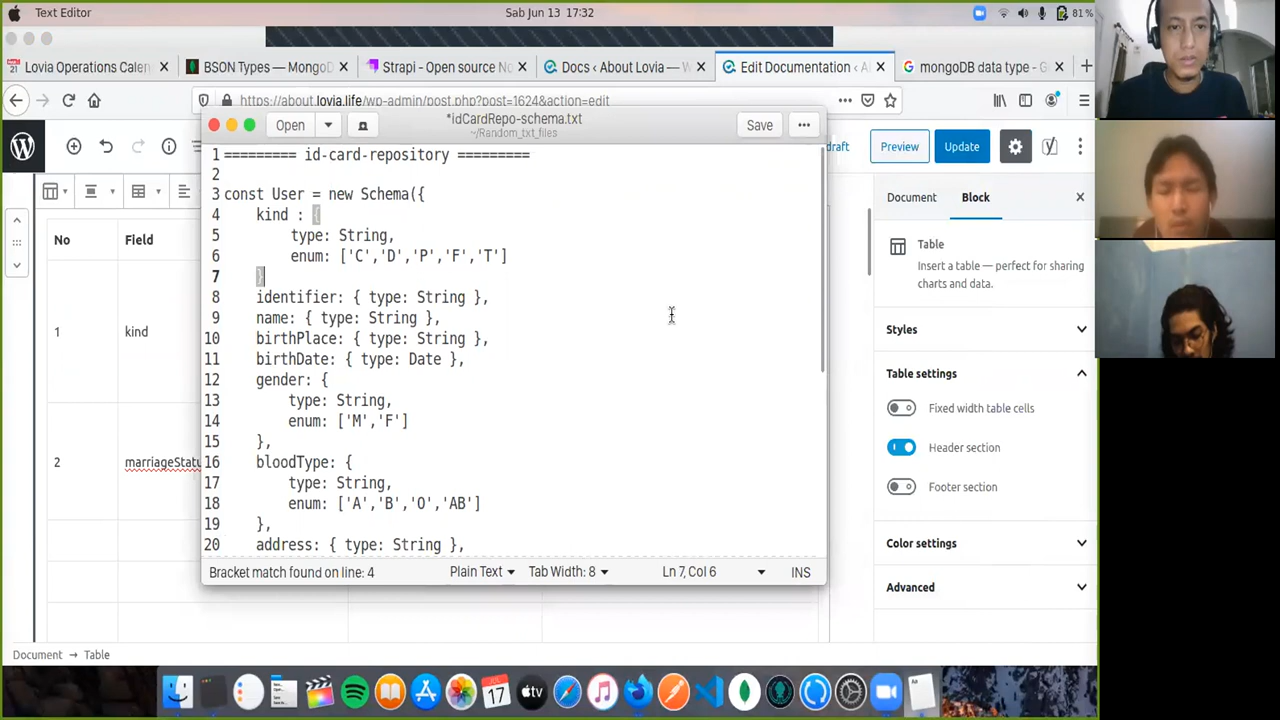 Text Editor
Sab Jun 13 17:32
81 %
Lovia Operations Calen
BSON Types — MongoD
Strapi - Open source No
Docs ‹ About Lovia — W
Edit Documentation ‹ A
mongoDB data type - G
https://about.lovia.life/wp-admin/post.php?post=1624&action=edit
Open
*idCardRepo-schema.txt
~/Random_txt_files
Save
draft
Preview
Update
1 ========= id-card-repository =========
2
3 const User = new Schema({
4 kind : {
5 type: String,
6 enum: ['C','D','P','F','T']
7 }
8 identifier: { type: String },
9 name: { type: String },
10 birthPlace: { type: String },
11 birthDate: { type: Date },
12 gender: {
13 type: String,
14 enum: ['M','F']
15 },
16 bloodType: {
17 type: String,
18 enum: ['A','B','O','AB']
19 },
20 address: { type: String },
Bracket match found on line: 4
Plain Text
Tab Width: 8
Ln 7, Col 6
INS
No
Field
1
kind
2
marriageStatu
Document
Block
Table
Insert a table — perfect for sharing
charts and data.
Styles
Table settings
Fixed width table cells
Header section
Footer section
Color settings
Advanced
Document → Table
17
tv